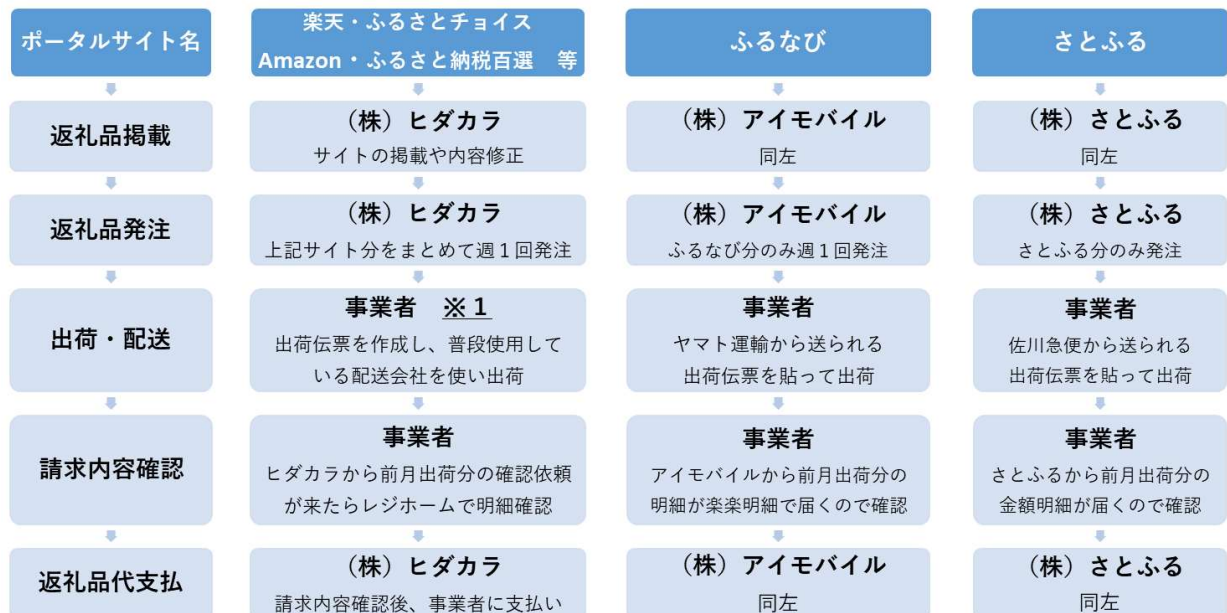 ポータルサイト名
楽天・ふるさとチョイス
Amazon・ふるさと納税百選　等
ふるなび
さとふる
返礼品掲載
（株）ヒダカラ
サイトの掲載や内容修正
（株）アイモバイル
同左
（株）さとふる
同左
返礼品発注
（株）ヒダカラ
上記サイト分をまとめて週１回発注
（株）アイモバイル
ふるなび分のみ週１回発注
（株）さとふる
さとふる分のみ発注
出荷・配送
事業者　※１
出荷伝票を作成し、普段使用して
いる配送会社を使い出荷
事業者
ヤマト運輸から送られる
出荷伝票を貼って出荷
事業者
佐川急便から送られる
出荷伝票を貼って出荷
請求内容確認
事業者
ヒダカラから前月出荷分の確認依頼
が来たらレジホームで明細確認
事業者
アイモバイルから前月出荷分の
明細が楽楽明細で届くので確認
事業者
さとふるから前月出荷分の
金額明細が届くので確認
返礼品代支払
（株）ヒダカラ
請求内容確認後、事業者に支払い
（株）アイモバイル
同左
（株）さとふる
同左